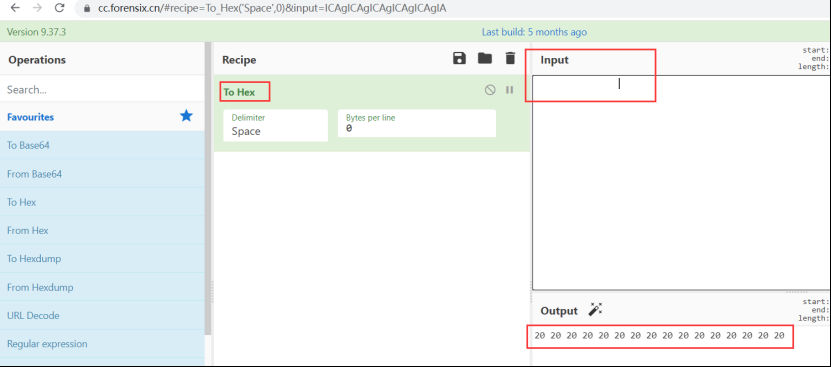 cc.forensix.cn/#recipe=To_Hex('Space',0)&input=ICAgICAgICAgICAgICAgIA
Version 9.37.3
Last build: 5 months ago
Operations
Search...
Favourites
To Base64
From Base64
To Hex
From Hex
To Hexdump
From Hexdump
URL Decode
Regular expression
Recipe
To Hex
Delimiter
Space
Bytes per line
0
Input
start:
end:
length:
Output
start:
end:
length:
20 20 20 20 20 20 20 20 20 20 20 20 20 20 20 20